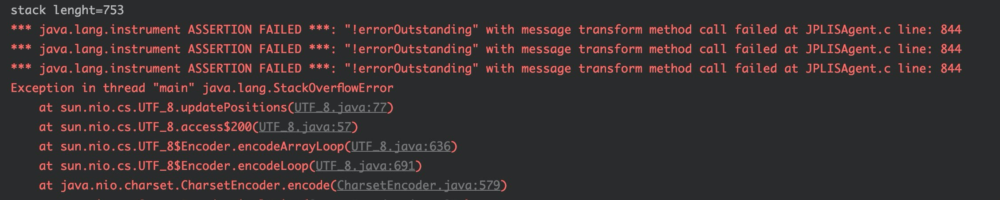 stack lenght=753
*** java.lang.instrument ASSERTION FAILED ***: "!errorOutstanding" with message transform method call failed at JPLISAgent.c line: 844
*** java.lang.instrument ASSERTION FAILED ***: "!errorOutstanding" with message transform method call failed at JPLISAgent.c line: 844
*** java.lang.instrument ASSERTION FAILED ***: "!errorOutstanding" with message transform method call failed at JPLISAgent.c line: 844
Exception in thread "main" java.lang.StackOverflowError
    at sun.nio.cs.UTF_8.updatePositions(UTF_8.java:77)
    at sun.nio.cs.UTF_8.access$200(UTF_8.java:57)
    at sun.nio.cs.UTF_8$Encoder.encodeArrayLoop(UTF_8.java:636)
    at sun.nio.cs.UTF_8$Encoder.encodeLoop(UTF_8.java:691)
    at java.nio.charset.CharsetEncoder.encode(CharsetEncoder.java:579)